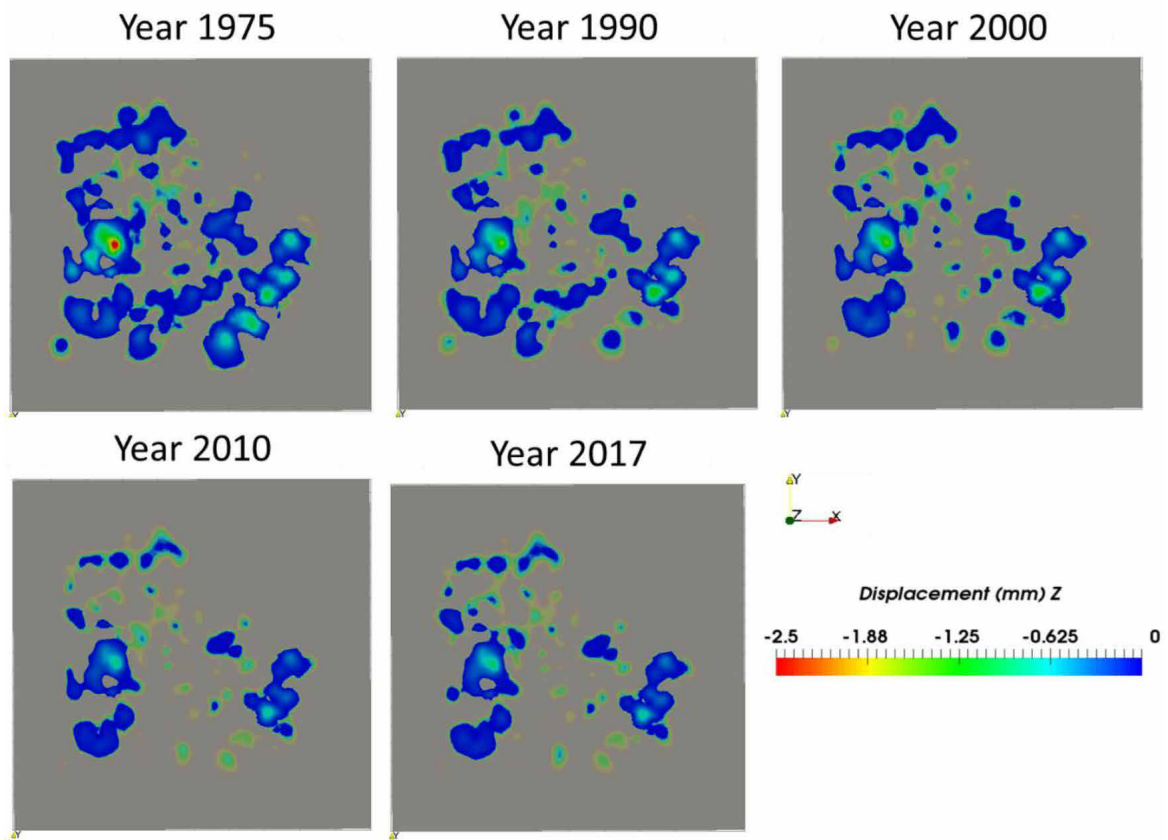 Year 1975
Year 1990
Year 2000
Y
Y
Y
Year 2010
Year 2017
Y
Z X
Displacement (mm) Z
-2.5 -1.88 -1.25 -0.625 0
Y
Y